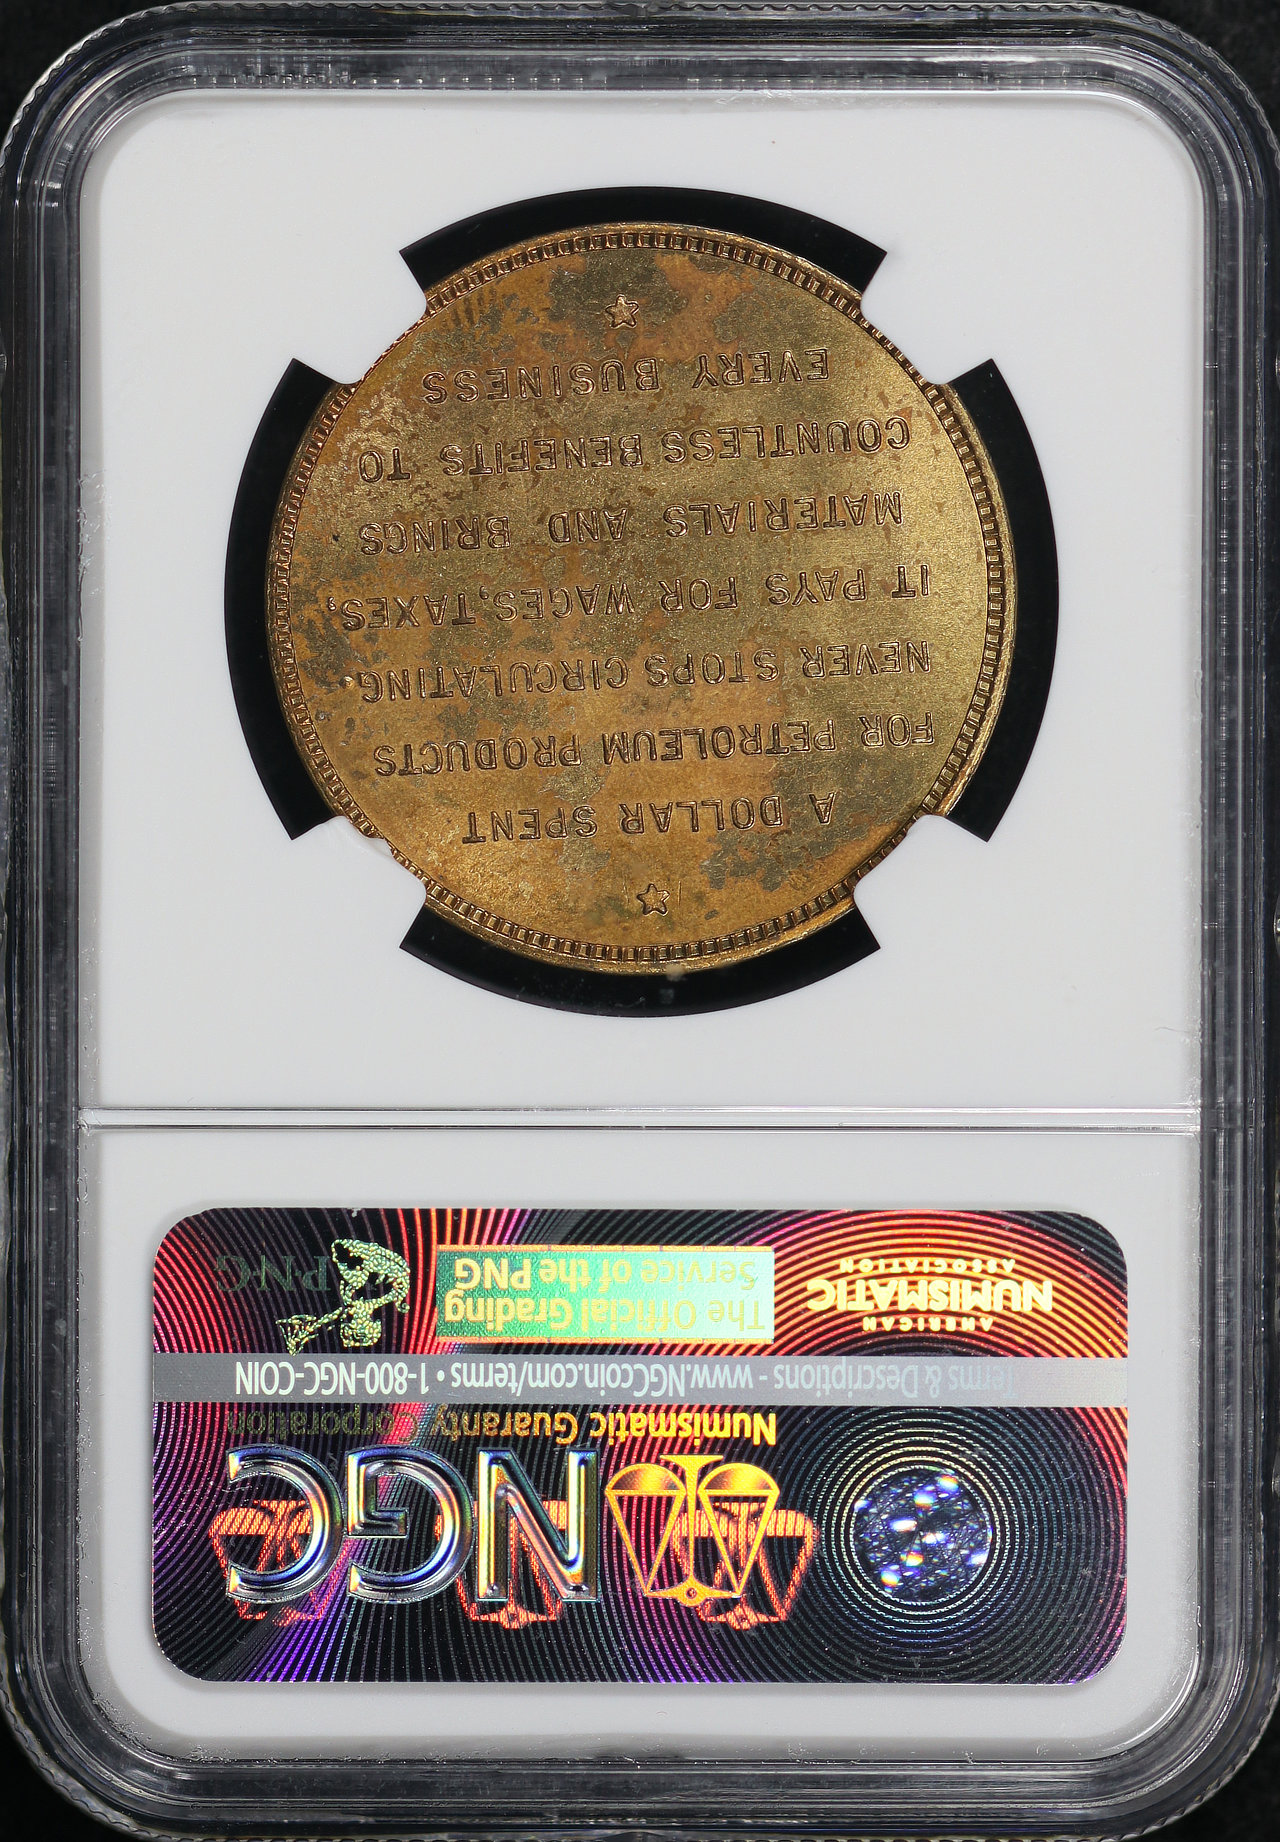 A DOLLAR SPENT
FOR PETROLEUM PRODUCTS
NEVER STOPS CIRCULATING.
IT PAYS FOR WAGES, TAXES,
MATERIALS AND BRINGS
COUNTLESS BENEFITS TO
EVERY BUSINESS
NGC
Numismatic Guaranty Corporation
Terms & Descriptions - www.NGCcoin.com/terms • 1-800-NGC-COIN
AMERICAN
NUMISMATIC
ASSOCIATION
The Official Grading
Service of the PNG
PNG